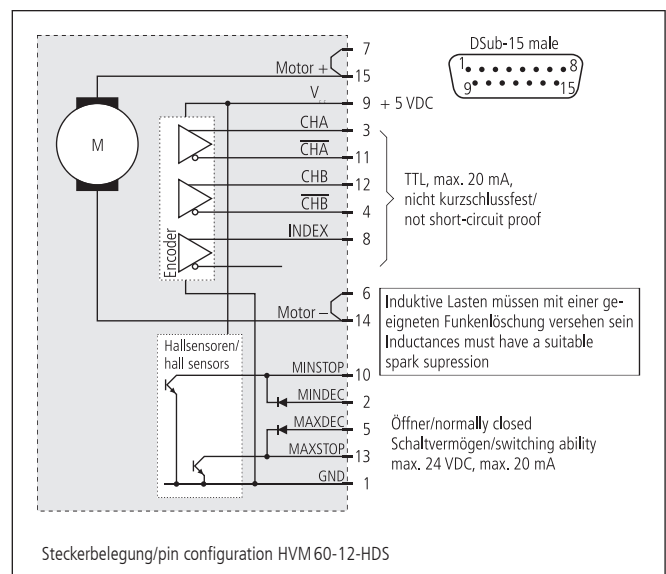 DSub-15 male
1 8
9 15
7
Motor + 15
V 9 + 5 VDC
CHA 3
CHA 11
CHB 12
CHB 4
INDEX 8
M
Encoder
TTL, max. 20 mA,
nicht kurzschlussfest/
not short-circuit proof
6
Motor – 14
Induktive Lasten müssen mit einer ge-
eigneten Funkenlöschung versehen sein
Inductances must have a suitable
spark supression
Hallsensoren/
hall sensors
MINSTOP 10
MINDEC 2
MAXDEC 5
MAXSTOP 13
GND 1
Öffner/normally closed
Schaltvermögen/switching ability
max. 24 VDC, max. 20 mA
Steckerbelegung/pin configuration HVM 60-12-HDS